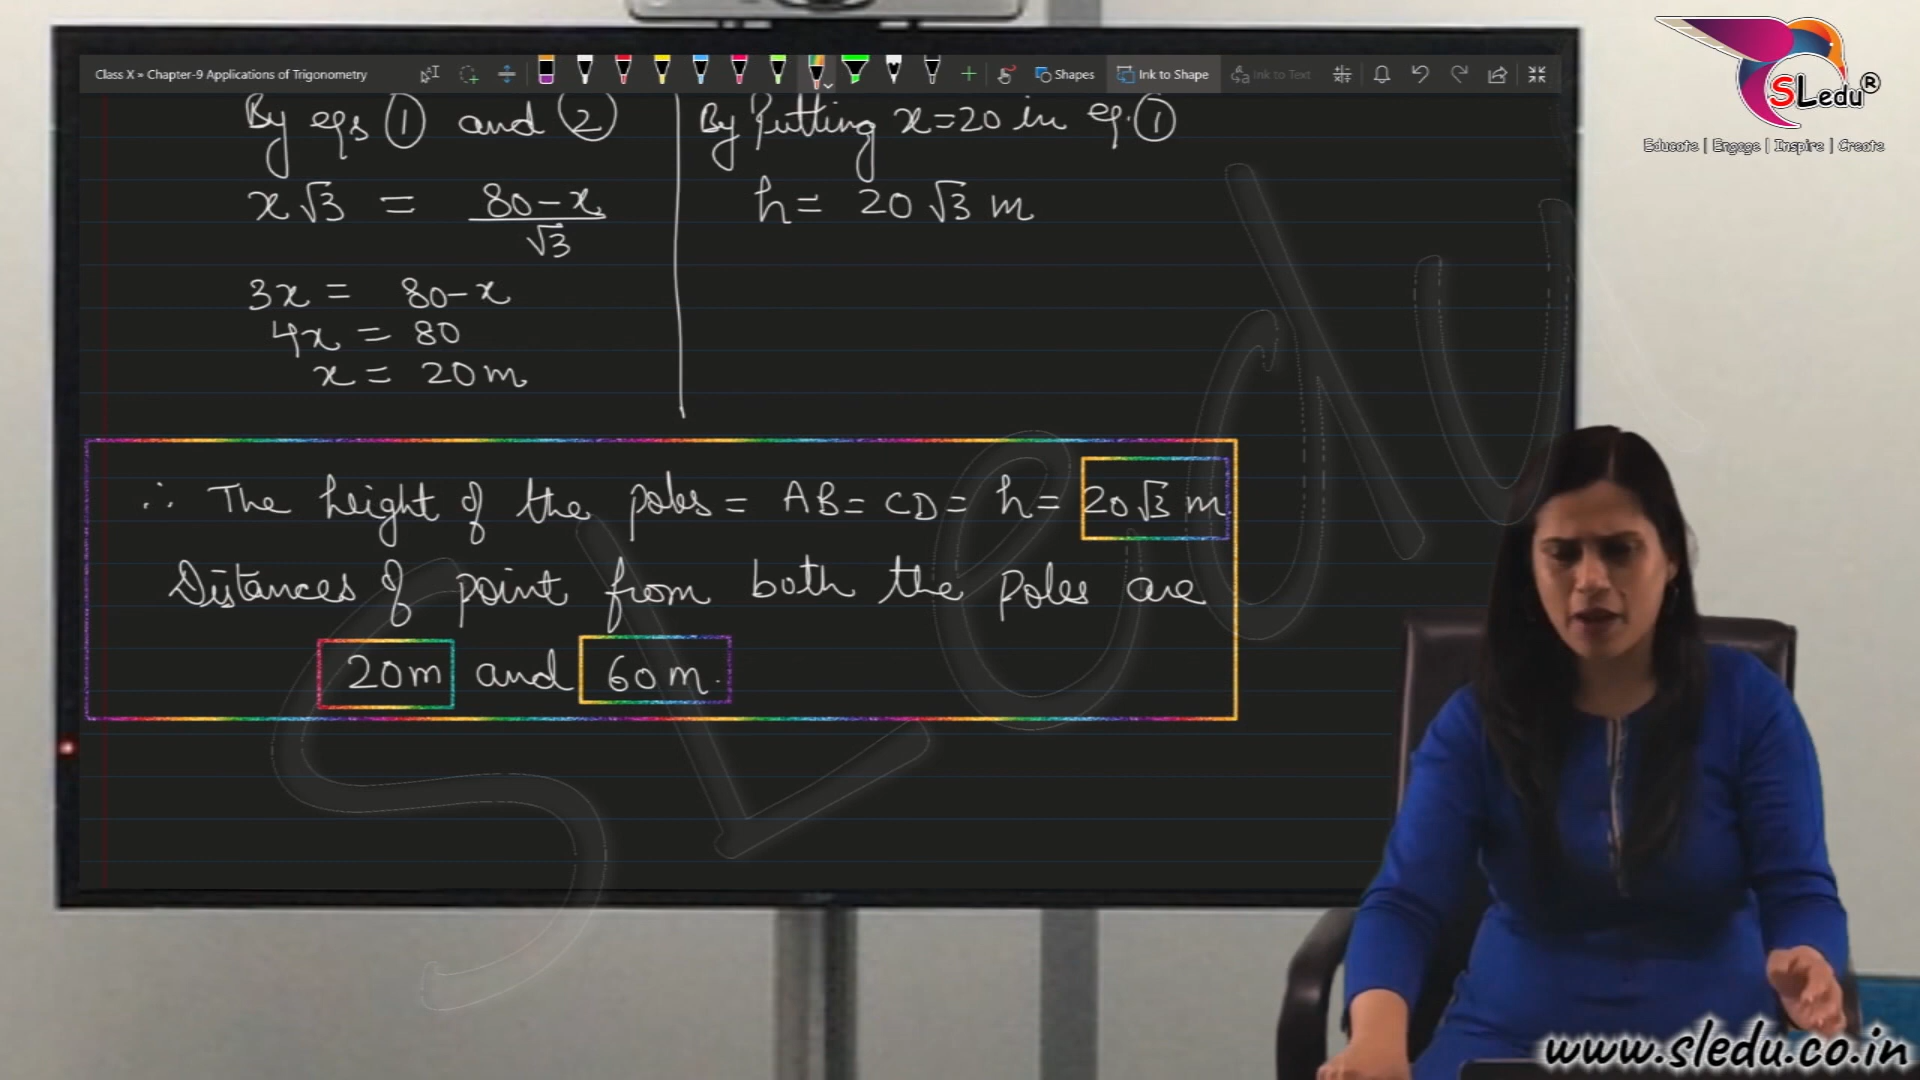 SLedu®
Educate | Engage | Inspire | Create
Class X » Chapter-9 Applications of Trigonometry
Shapes
Ink to Shape
Ink to Text
By eqs ① and ②
x√3 = 80-x/√3
3x = 80-x
4x = 80
x = 20m
By Putting x=20 in eq.①
h= 20√3 m
∴ The height of the poles = AB= CD= h= 20√3 m
Distances of point from both the poles are
20m and 60m.
SLedu
www.sledu.co.in